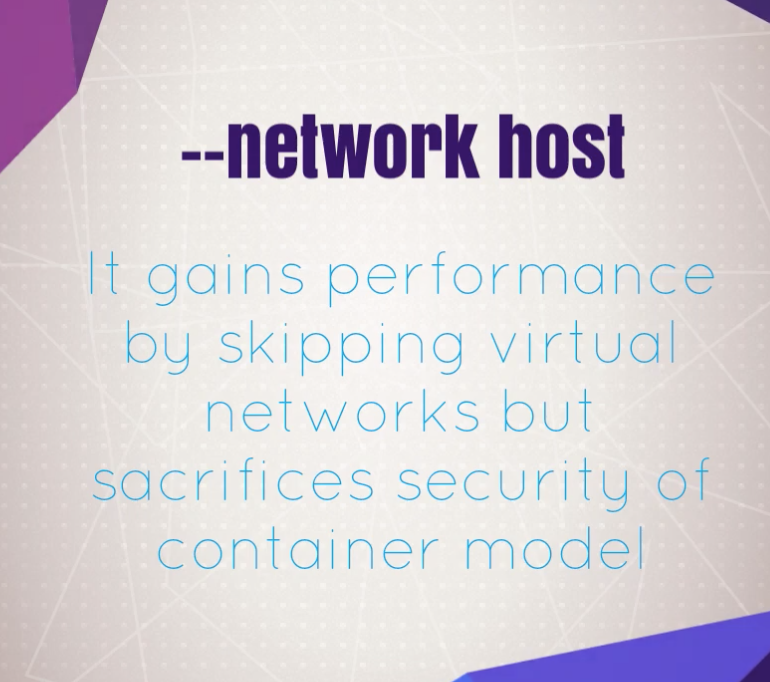 --network host
It gains performance
by skipping virtual
networks but
sacrifices security of
container model